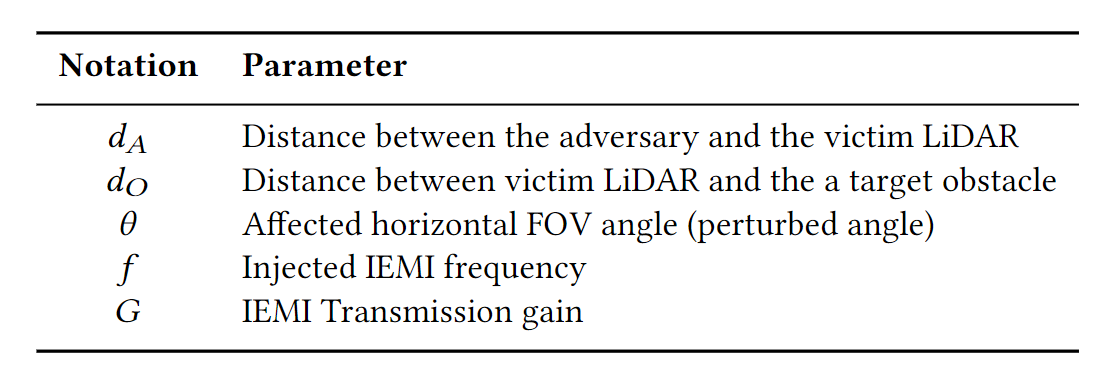 Notation Parameter
d_A Distance between the adversary and the victim LiDAR
d_O Distance between victim LiDAR and the a target obstacle
θ Affected horizontal FOV angle (perturbed angle)
f Injected IEMI frequency
G IEMI Transmission gain